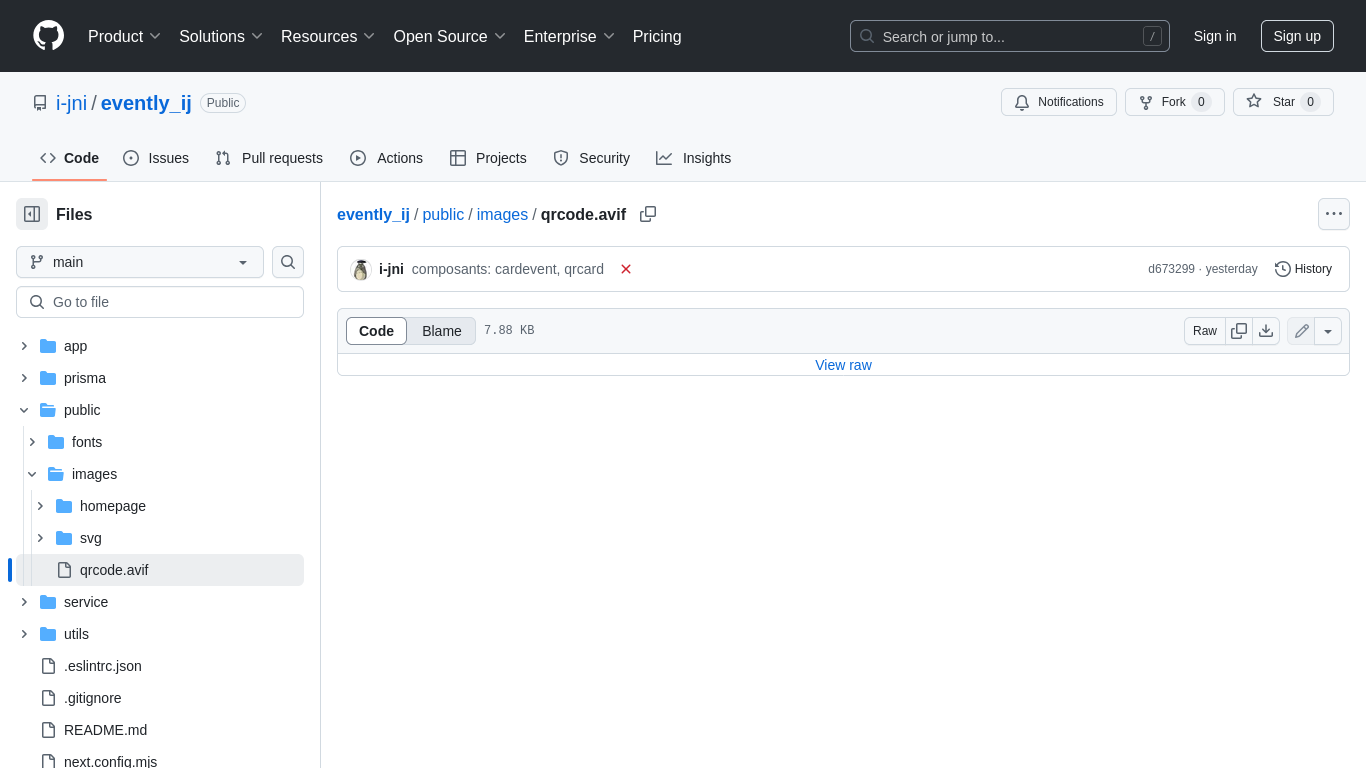 Product Solutions Resources Open Source Enterprise Pricing Search or jump to... / Sign in Sign up
i-jni / evently_ij Public Notifications Fork 0 Star 0
Code Issues Pull requests Actions Projects Security Insights
Files
main
Go to file
app
prisma
public
fonts
images
homepage
svg
qrcode.avif
service
utils
.eslintrc.json
.gitignore
README.md
next.config.mjs
evently_ij / public / images / qrcode.avif
i-jni composants: cardevent, qrcard d673299 · yesterday History
Code Blame 7.88 KB Raw
View raw